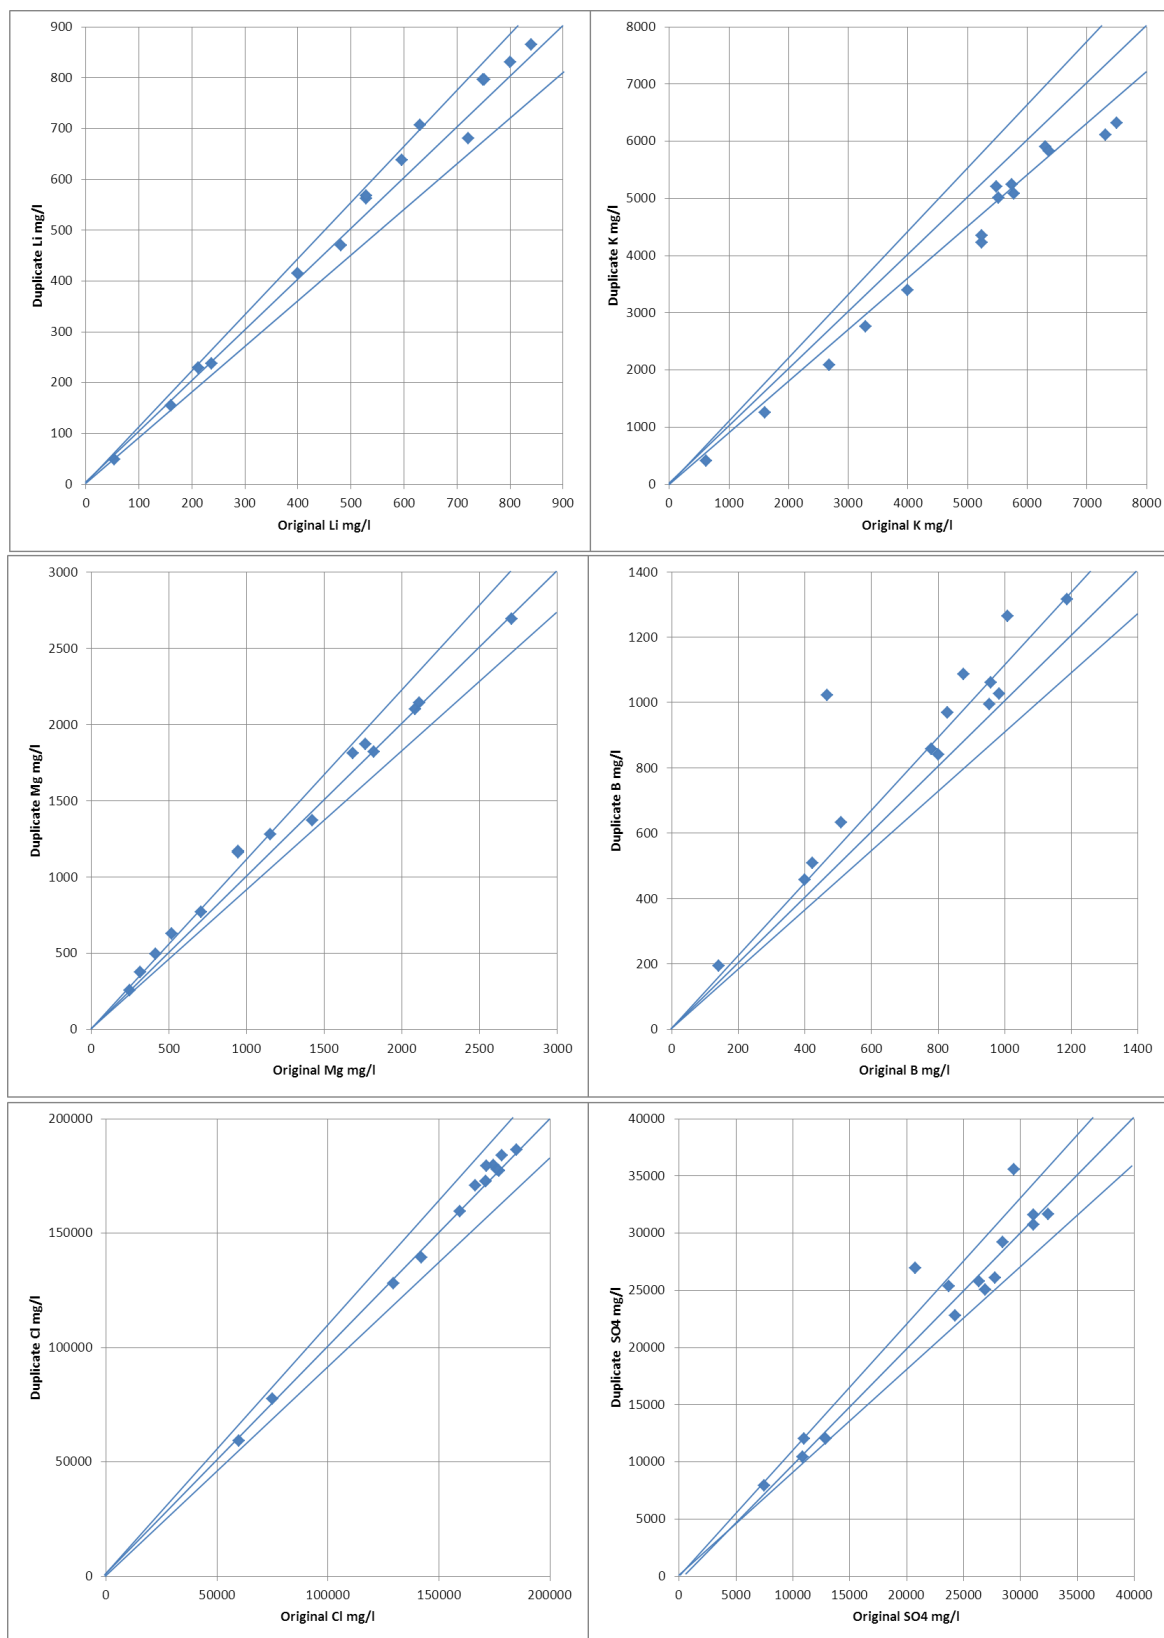 900
800
700
600
500
400
300
200
100
0
Duplicate Li mg/l
0 100 200 300 400 500 600 700 800 900
Original Li mg/l
8000
7000
6000
5000
4000
3000
2000
1000
0
Duplicate K mg/l
0 1000 2000 3000 4000 5000 6000 7000 8000
Original K mg/l
3000
2500
2000
1500
1000
500
0
Duplicate Mg mg/l
0 500 1000 1500 2000 2500 3000
Original Mg mg/l
1400
1200
1000
800
600
400
200
0
Duplicate B mg/l
0 200 400 600 800 1000 1200 1400
Original B mg/l
200000
150000
100000
50000
0
Duplicate Cl mg/l
0 50000 100000 150000 200000
Original Cl mg/l
40000
35000
30000
25000
20000
15000
10000
5000
0
Duplicate SO4 mg/l
0 5000 10000 15000 20000 25000 30000 35000 40000
Original SO4 mg/l